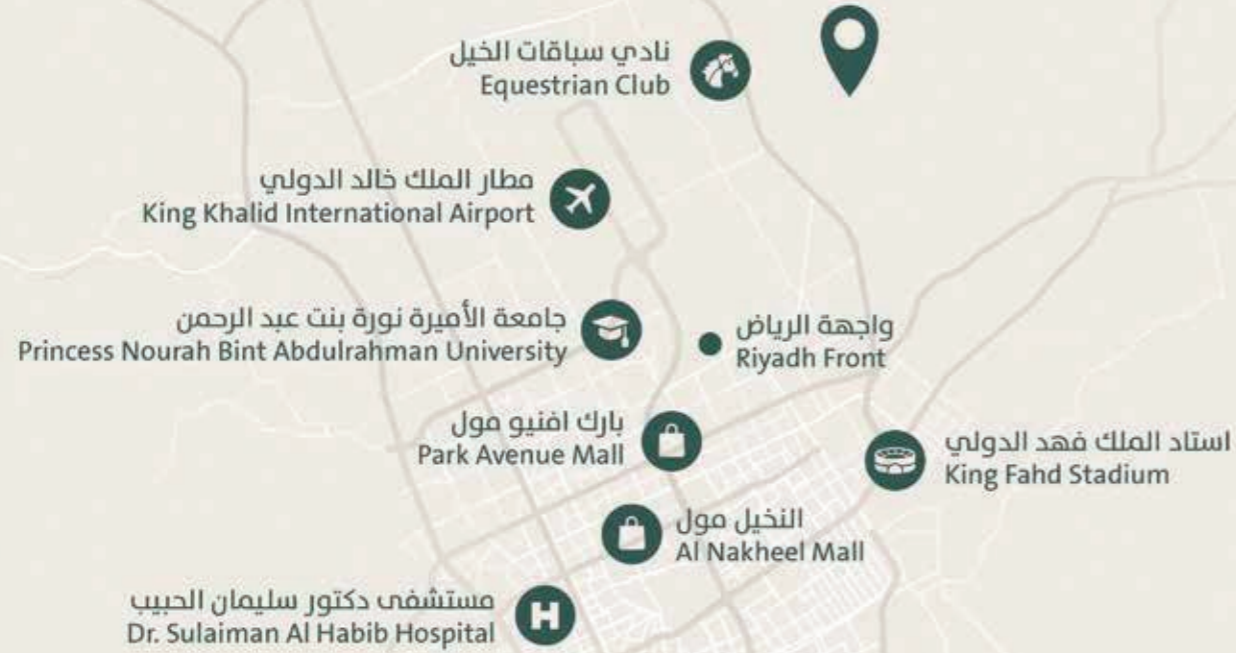 نادي سباقات الخيل
Equestrian Club
مطار الملك خالد الدولي
King Khalid International Airport
جامعة الأميرة نورة بنت عبد الرحمن
Princess Nourah Bint Abdulrahman University
واجهة الرياض
Riyadh Front
بارك افنيو مول
Park Avenue Mall
استاد الملك فهد الدولي
King Fahd Stadium
النخيل مول
Al Nakheel Mall
مستشفى دكتور سليمان الحبيب
Dr. Sulaiman Al Habib Hospital
H